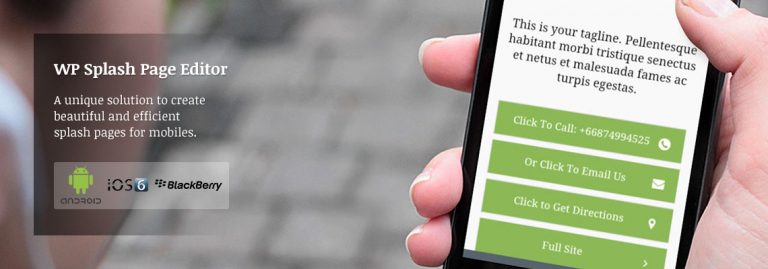 WP Splash Page Editor
A unique solution to create
beautiful and efficient
splash pages for mobiles.
ANDROID
iOS 6
BlackBerry
This is your tagline. Pellentesque
habitant morbi tristique senectus
et netus et malesuada fames ac
turpis egestas.
Click To Call: +66874994525
Or Click To Email Us
Click to Get Directions
Full Site